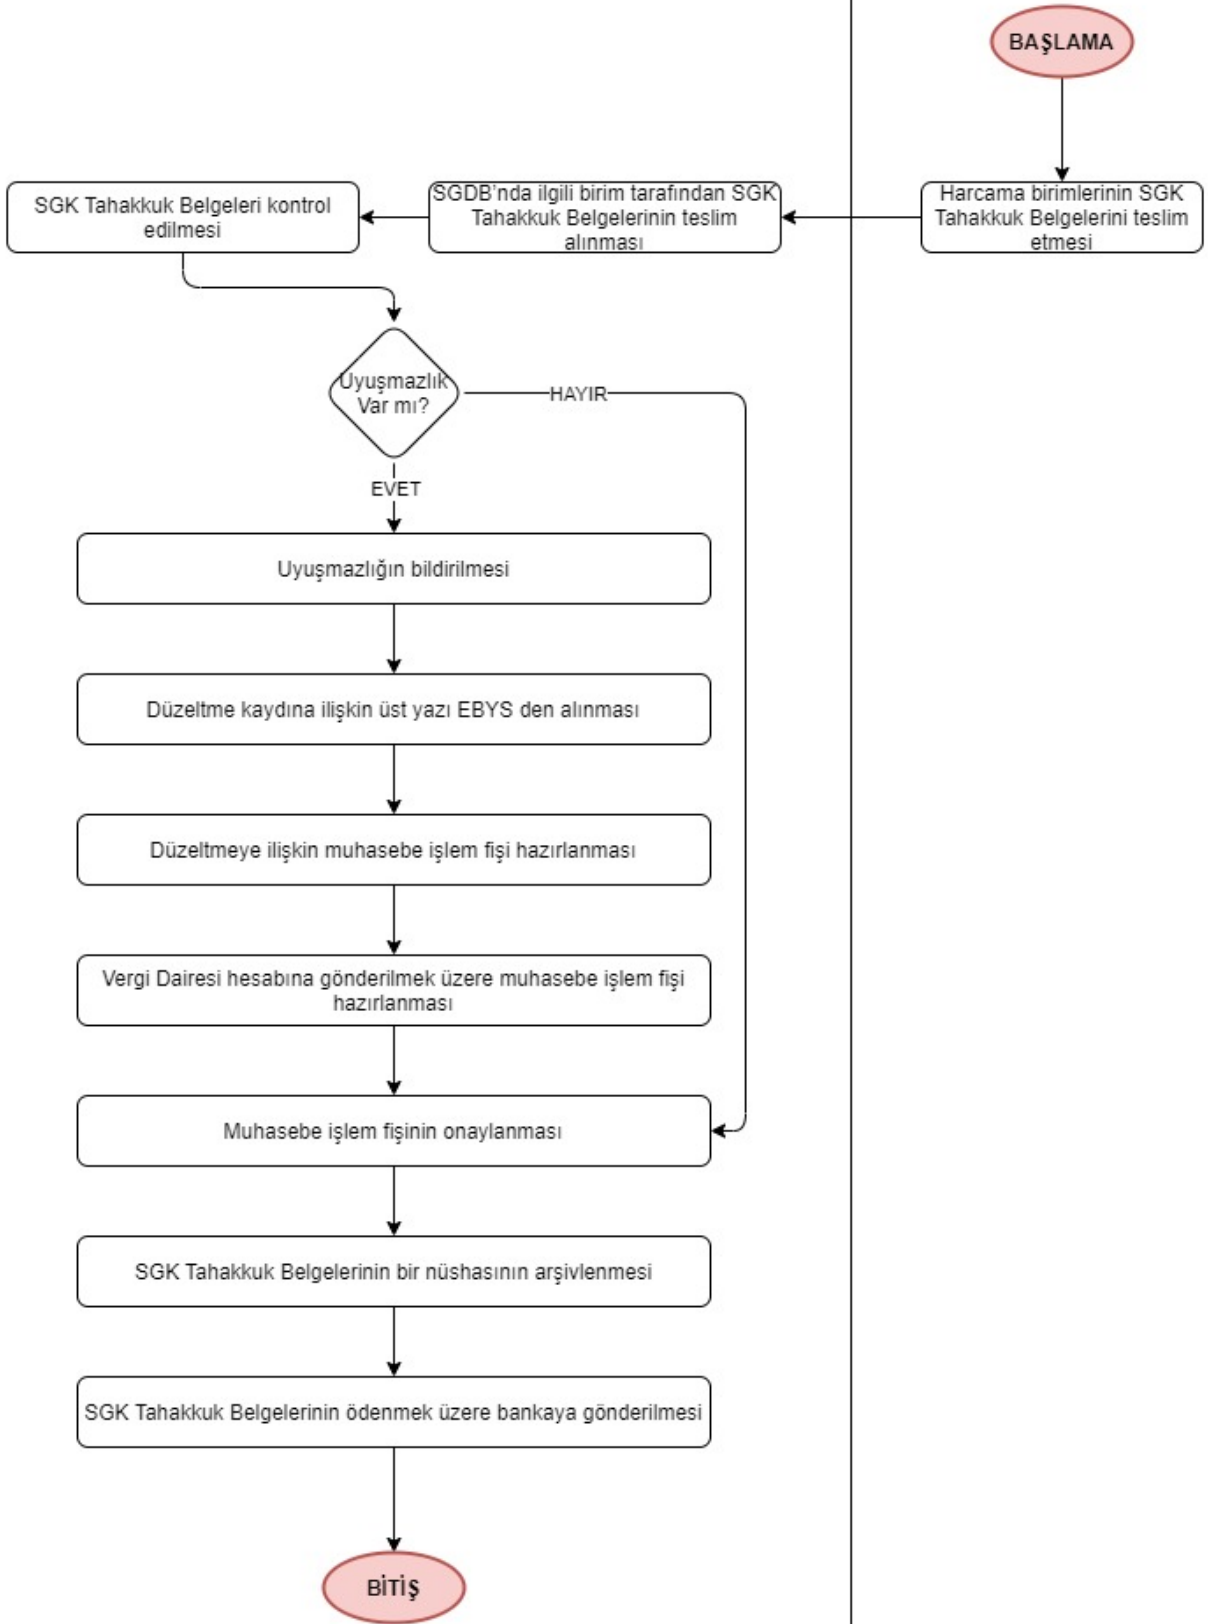 BAŞLAMA
Harcama birimlerinin SGK
Tahakkuk Belgelerini teslim
etmesi
SGDB'nda ilgili birim tarafından SGK
Tahakkuk Belgelerinin teslim
alınması
SGK Tahakkuk Belgeleri kontrol
edilmesi
Uyuşmazlık
Var mı?
HAYIR
EVET
Uyuşmazlığın bildirilmesi
Düzeltme kaydına ilişkin üst yazı EBYS den alınması
Düzeltmeye ilişkin muhasebe işlem fişi hazırlanması
Vergi Dairesi hesabına gönderilmek üzere muhasebe işlem fişi
hazırlanması
Muhasebe işlem fişinin onaylanması
SGK Tahakkuk Belgelerinin bir nüshasının arşivlenmesi
SGK Tahakkuk Belgelerinin ödenmek üzere bankaya gönderilmesi
BİTİŞ